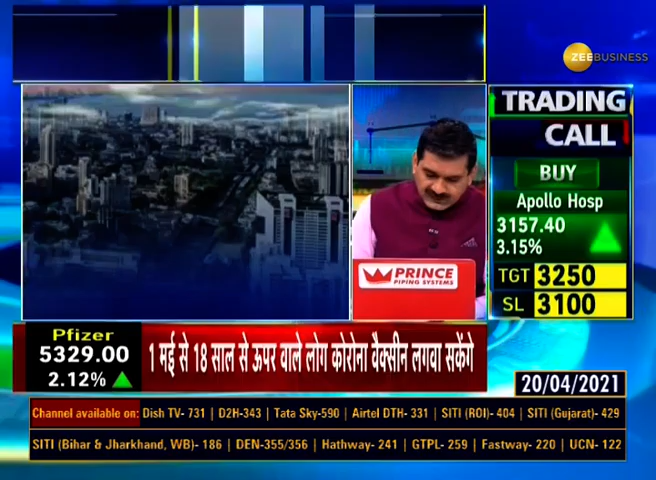 ZEEBUSINESS
TRADING
CALL
BUY
Apollo Hosp
3157.40
3.15%
TGT 3250
SL 3100
PRINCE
PIPING SYSTEMS
Pfizer
5329.00
2.12%
1 मई से 18 साल से ऊपर वाले लोग कोरोना वैक्सीन लगवा सकेंगे
20/04/2021
Channel available on: Dish TV- 731 | D2H-343 | Tata Sky-590 | Airtel DTH- 331 | SITI (ROI)- 404 | SITI (Gujarat)- 429
SITI (Bihar & Jharkhand, WB)- 186 | DEN-355/356 | Hathway- 241 | GTPL- 259 | Fastway- 220 | UCN- 122